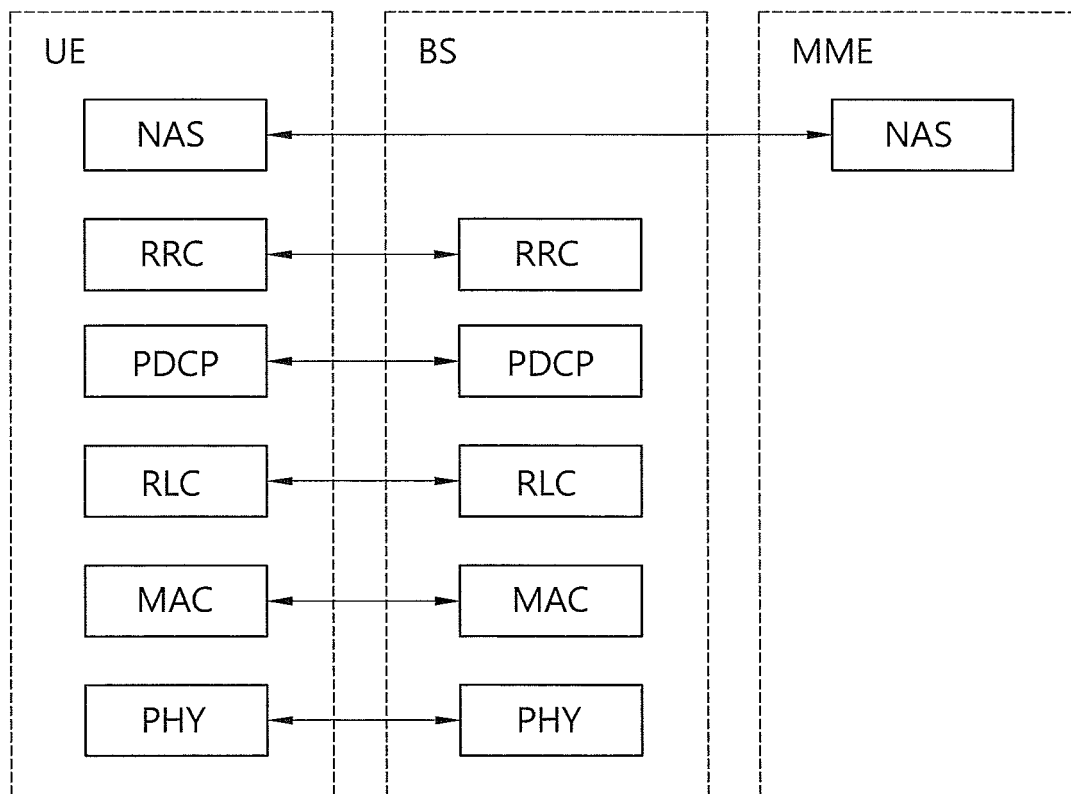 UE BS MME
NAS NAS
RRC RRC
PDCP PDCP
RLC RLC
MAC MAC
PHY PHY